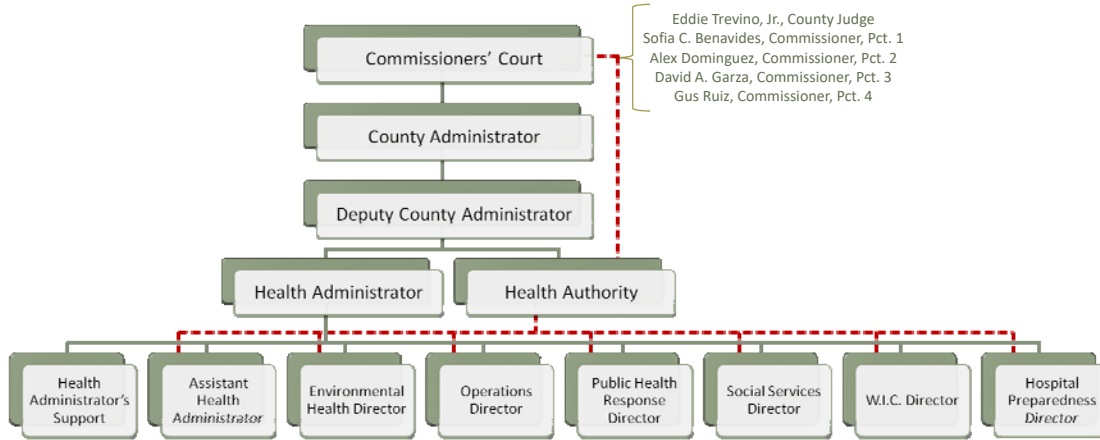 Eddie Trevino, Jr., County Judge
Sofia C. Benavides, Commissioner, Pct. 1
Alex Dominguez, Commissioner, Pct. 2
David A. Garza, Commissioner, Pct. 3
Gus Ruiz, Commissioner, Pct. 4
Commissioners' Court
County Administrator
Deputy County Administrator
Health Administrator
Health Authority
Health
Administrator's
Support
Assistant
Health
Administrator
Environmental
Health Director
Operations
Director
Public Health
Response
Director
Social Services
Director
W.I.C. Director
Hospital
Preparedness
Director